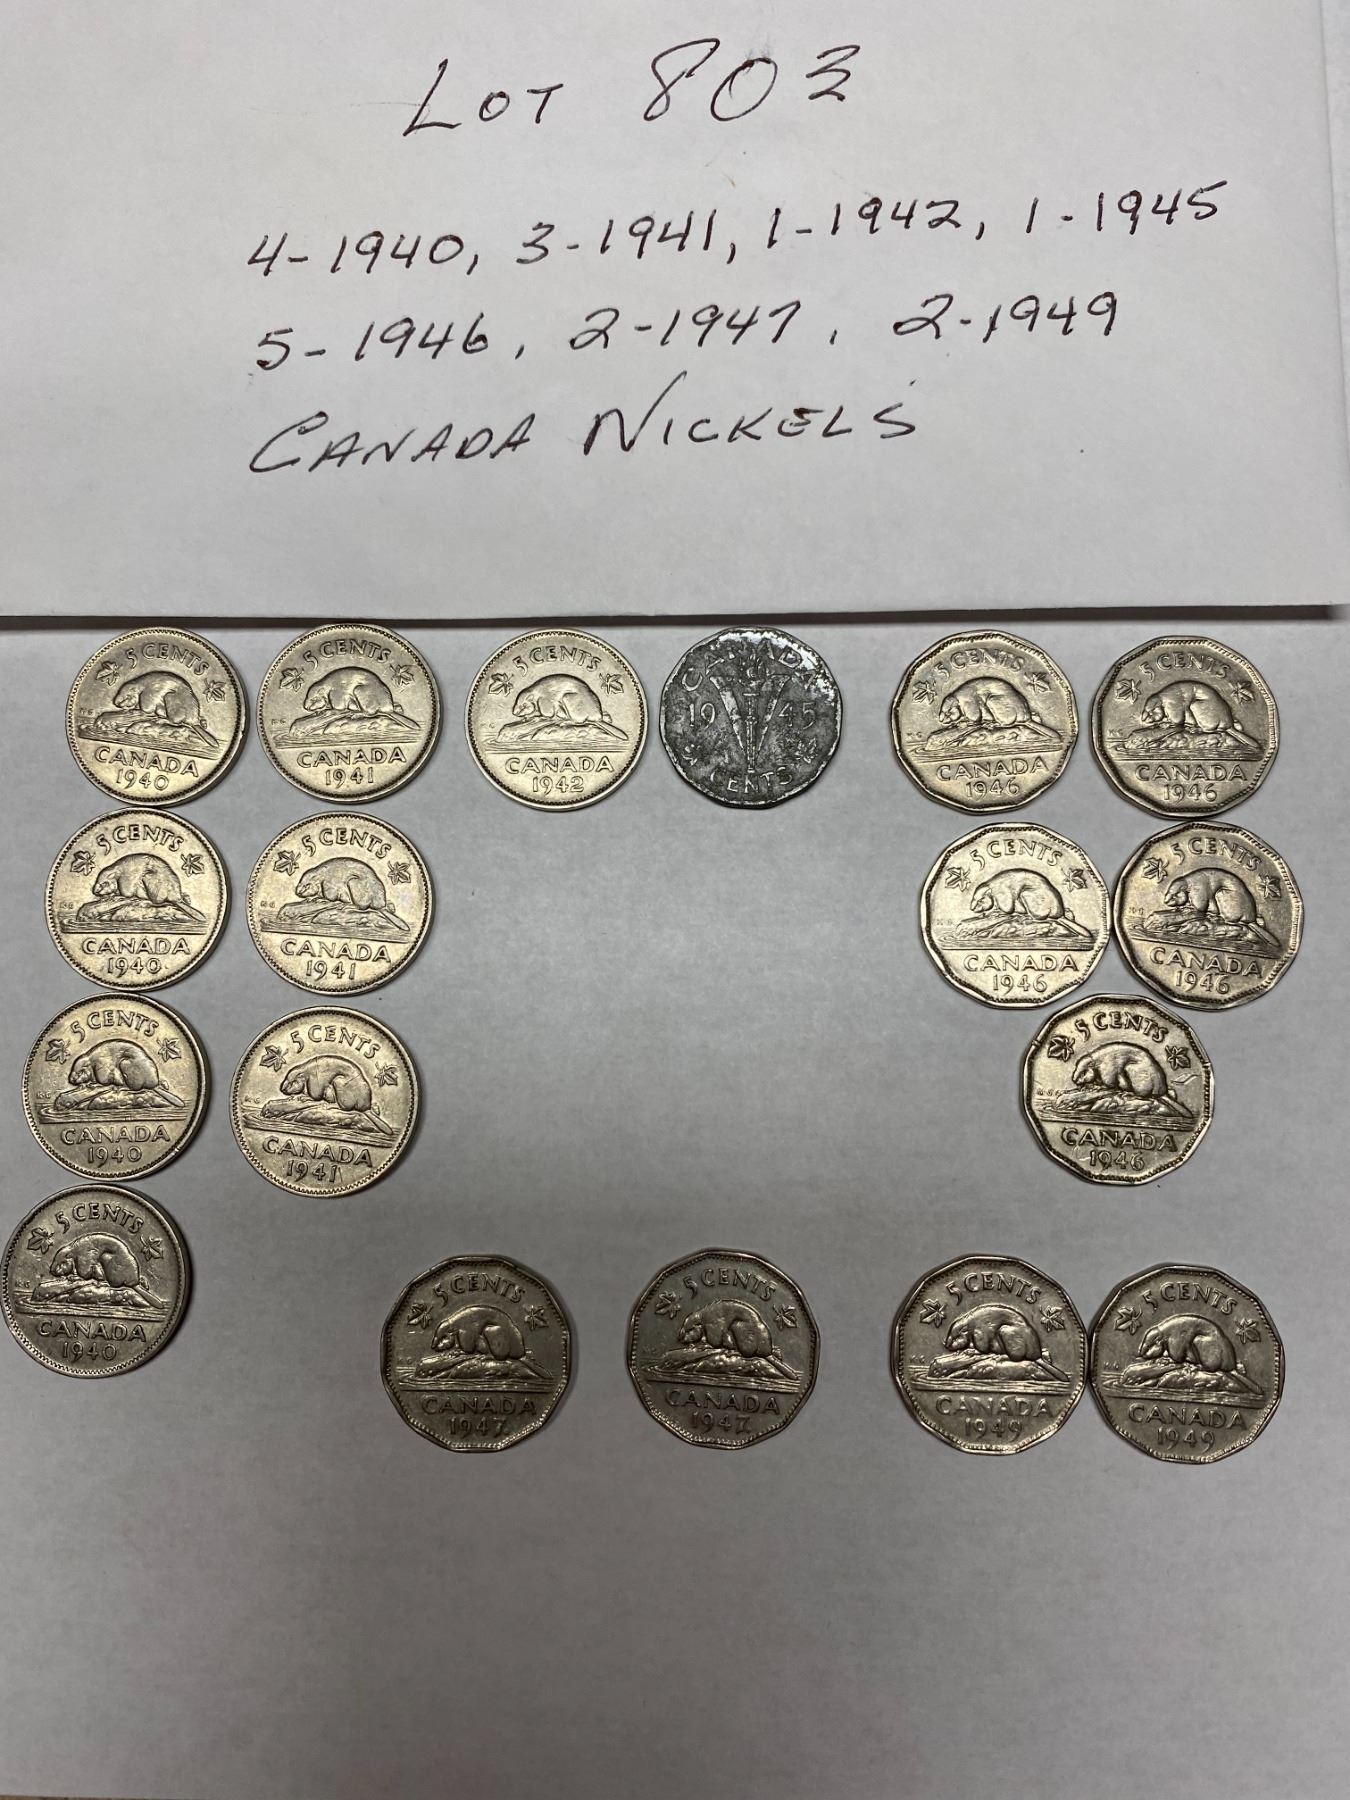 LOT 803
4-1940, 3-1941, 1-1942, 1-1945
5-1946, 2-1947, 2-1949
CANADA NICKELS
5 CENTS
K·G
CANADA
1940
5 CENTS
K·G
CANADA
1941
5 CENTS
K·G
CANADA
1942
CANADA
19 V 45
CENTS
5 CENTS
K·G
CANADA
1946
5 CENTS
K·G
CANADA
1946
5 CENTS
K·G
CANADA
1940
5 CENTS
K·G
CANADA
1941
5 CENTS
K·G
CANADA
1946
5 CENTS
K·G
CANADA
1946
5 CENTS
K·G
CANADA
1940
5 CENTS
K·G
CANADA
1941
5 CENTS
K·G
CANADA
1946
5 CENTS
K·G
CANADA
1940
5 CENTS
K·G
CANADA
1947
5 CENTS
K·G
CANADA
1947
5 CENTS
K·G
CANADA
1949
5 CENTS
K·G
CANADA
1949